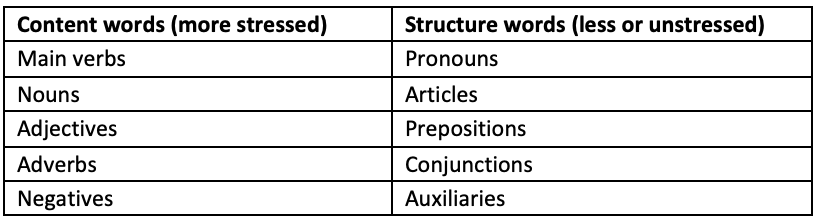 Content words (more stressed) Structure words (less or unstressed)
Main verbs Pronouns
Nouns Articles
Adjectives Prepositions
Adverbs Conjunctions
Negatives Auxiliaries